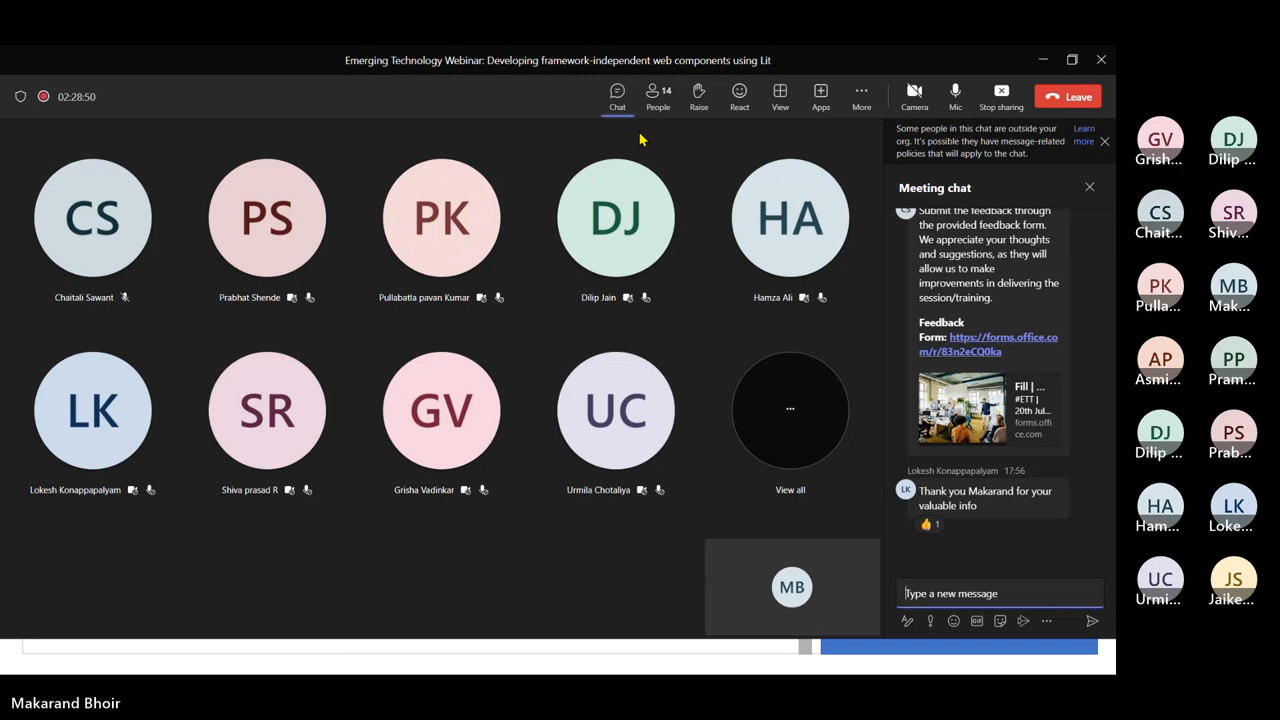 Emerging Technology Webinar: Developing framework-independent web components using Lit
02:28:50
Chat
14
People
Raise
React
View
Apps
More
Camera
Mic
Stop sharing
Leave
CS
Chaitali Sawant
PS
Prabhat Shende
PK
Pullabatla pavan Kumar
DJ
Dilip Jain
HA
Hamza Ali
LK
Lokesh Konappapalyam
SR
Shiva prasad R
GV
Grisha Vadinkar
UC
Urmila Chotaliya
...
View all
MB
Some people in this chat are outside your
org. It's possible they have message-related
policies that will apply to the chat.
Learn
more
Meeting chat
CS
Submit the feedback through
the provided feedback form.
We appreciate your thoughts
and suggestions, as they will
allow us to make
improvements in delivering the
session/training.
Feedback
Form: https://forms.office.co
m/r/83n2eCQ0ka
Fill | ...
#ETT |
20th Jul...
forms.offi
ce.com
Lokesh Konappapalyam 17:56
LK
Thank you Makarand for your
valuable info
👍 1
Type a new message
GIF
GV
Grish...
DJ
Dilip ...
CS
Chait...
SR
Shiv...
PK
Pulla...
MB
Mak...
AP
Asmi...
PP
Pram...
DJ
Dilip ...
PS
Prab...
HA
Ham...
LK
Loke...
UC
Urmi...
JS
Jaike...
Makarand Bhoir